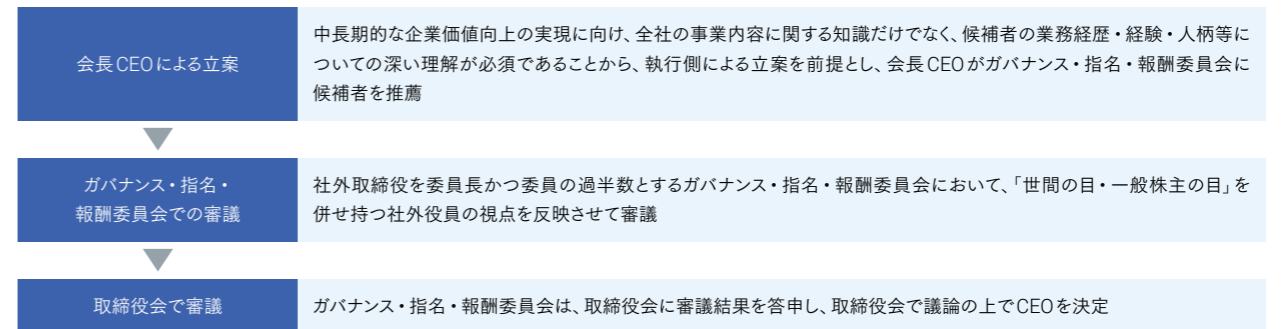 会長CEOによる立案
中長期的な企業価値向上の実現に向け、全社の事業内容に関する知識だけでなく、候補者の業務経歴・経験・人柄等に
ついての深い理解が必須であることから、執行側による立案を前提とし、会長CEOがガバナンス・指名・報酬委員会に
候補者を推薦
ガバナンス・指名・
報酬委員会での審議
社外取締役を委員長かつ委員の過半数とするガバナンス・指名・報酬委員会において、「世間の目・一般株主の目」を
併せ持つ社外役員の視点を反映させて審議
取締役会で審議
ガバナンス・指名・報酬委員会は、取締役会に審議結果を答申し、取締役会で議論の上でCEOを決定